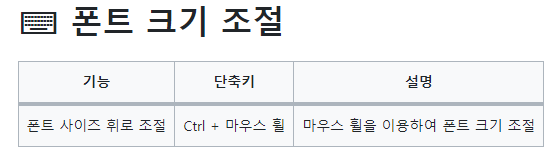 폰트 크기 조절
기능 단축키 설명
폰트 사이즈 휘로 조절 Ctrl + 마우스 휠 마우스 휠을 이용하여 폰트 크기 조절